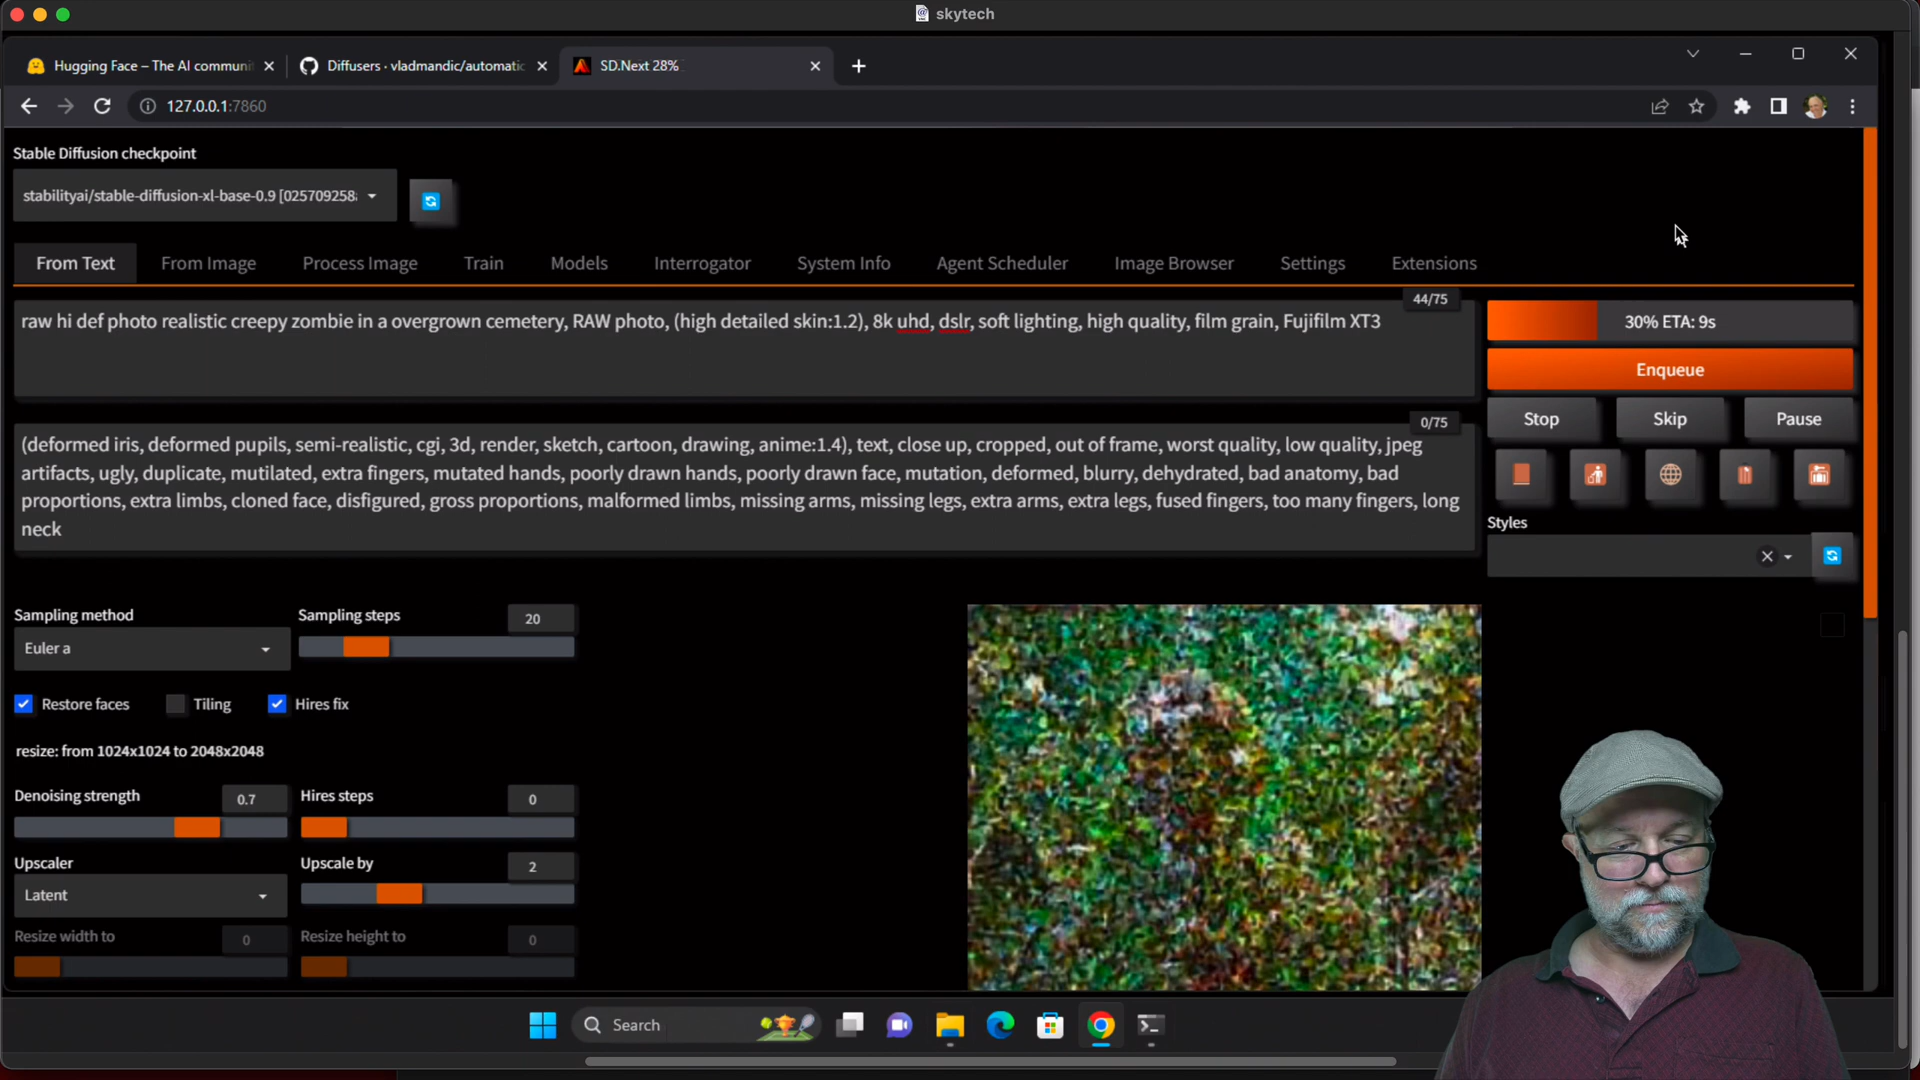 skytech
Hugging Face – The AI communi
Diffusers · vladmandic/automatic
SD.Next 28%
127.0.0.1:7860
Stable Diffusion checkpoint
stabilityai/stable-diffusion-xl-base-0.9 [025709258
From Text From Image Process Image Train Models Interrogator System Info Agent Scheduler Image Browser Settings Extensions
44/75
raw hi def photo realistic creepy zombie in a overgrown cemetery, RAW photo, (high detailed skin:1.2), 8k uhd, dslr, soft lighting, high quality, film grain, Fujifilm XT3
30% ETA: 9s
Enqueue
0/75
Stop Skip Pause
(deformed iris, deformed pupils, semi-realistic, cgi, 3d, render, sketch, cartoon, drawing, anime:1.4), text, close up, cropped, out of frame, worst quality, low quality, jpeg
artifacts, ugly, duplicate, mutilated, extra fingers, mutated hands, poorly drawn hands, poorly drawn face, mutation, deformed, blurry, dehydrated, bad anatomy, bad
proportions, extra limbs, cloned face, disfigured, gross proportions, malformed limbs, missing arms, missing legs, extra arms, extra legs, fused fingers, too many fingers, long
neck
Styles
Sampling method
Euler a
Sampling steps 20
Restore faces Tiling Hires fix
resize: from 1024x1024 to 2048x2048
Denoising strength 0.7
Hires steps 0
Upscaler
Latent
Upscale by 2
Resize width to 0
Resize height to 0
Search